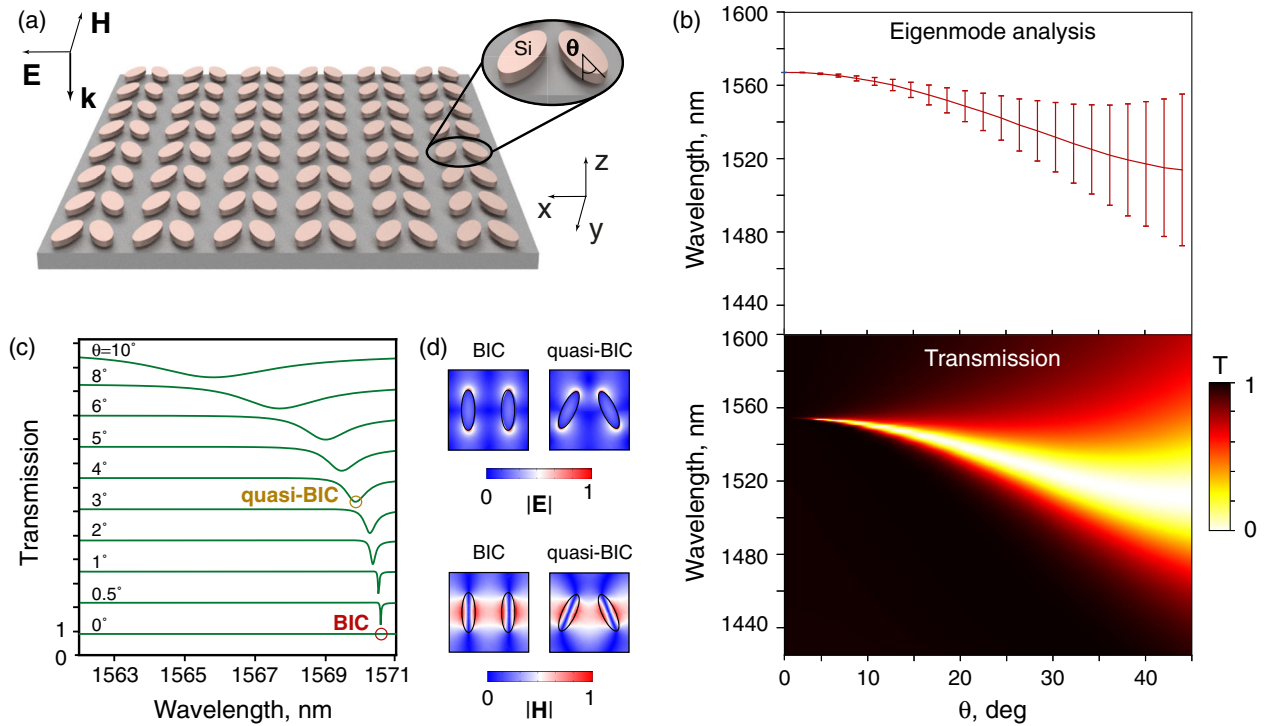 (a)
H
E
k
Si
θ
z
x
y
(b)
1600
Eigenmode analysis
1560
1520
1480
1440
Wavelength, nm
1600
Transmission
1560
1520
1480
1440
Wavelength, nm
0
10
20
30
40
θ, deg
T
1
0
(c)
θ=10°
8°
6°
5°
4°
quasi-BIC
3°
2°
1°
0.5°
BIC
0°
1
0
Transmission
1563
1565
1567
1569
1571
Wavelength, nm
(d)
BIC
quasi-BIC
0
1
|E|
BIC
quasi-BIC
0
1
|H|